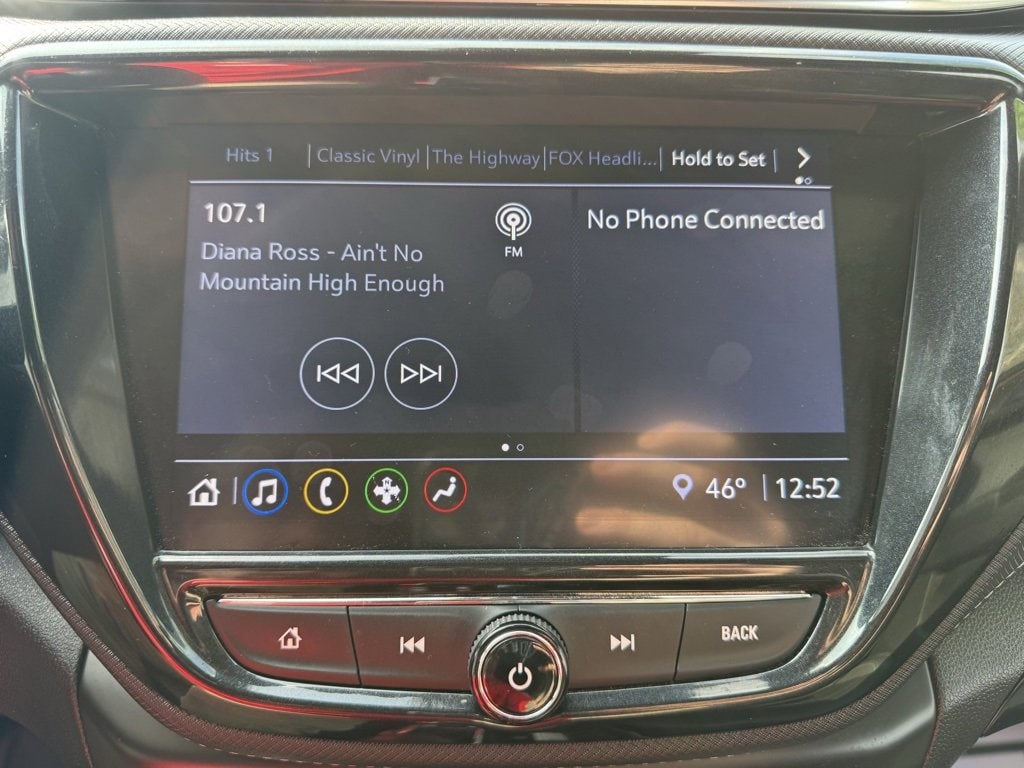 Hits 1 | Classic Vinyl | The Highway | FOX Headli... | Hold to Set |
107.1
FM
No Phone Connected
Diana Ross - Ain't No
Mountain High Enough
46° | 12:52
BACK